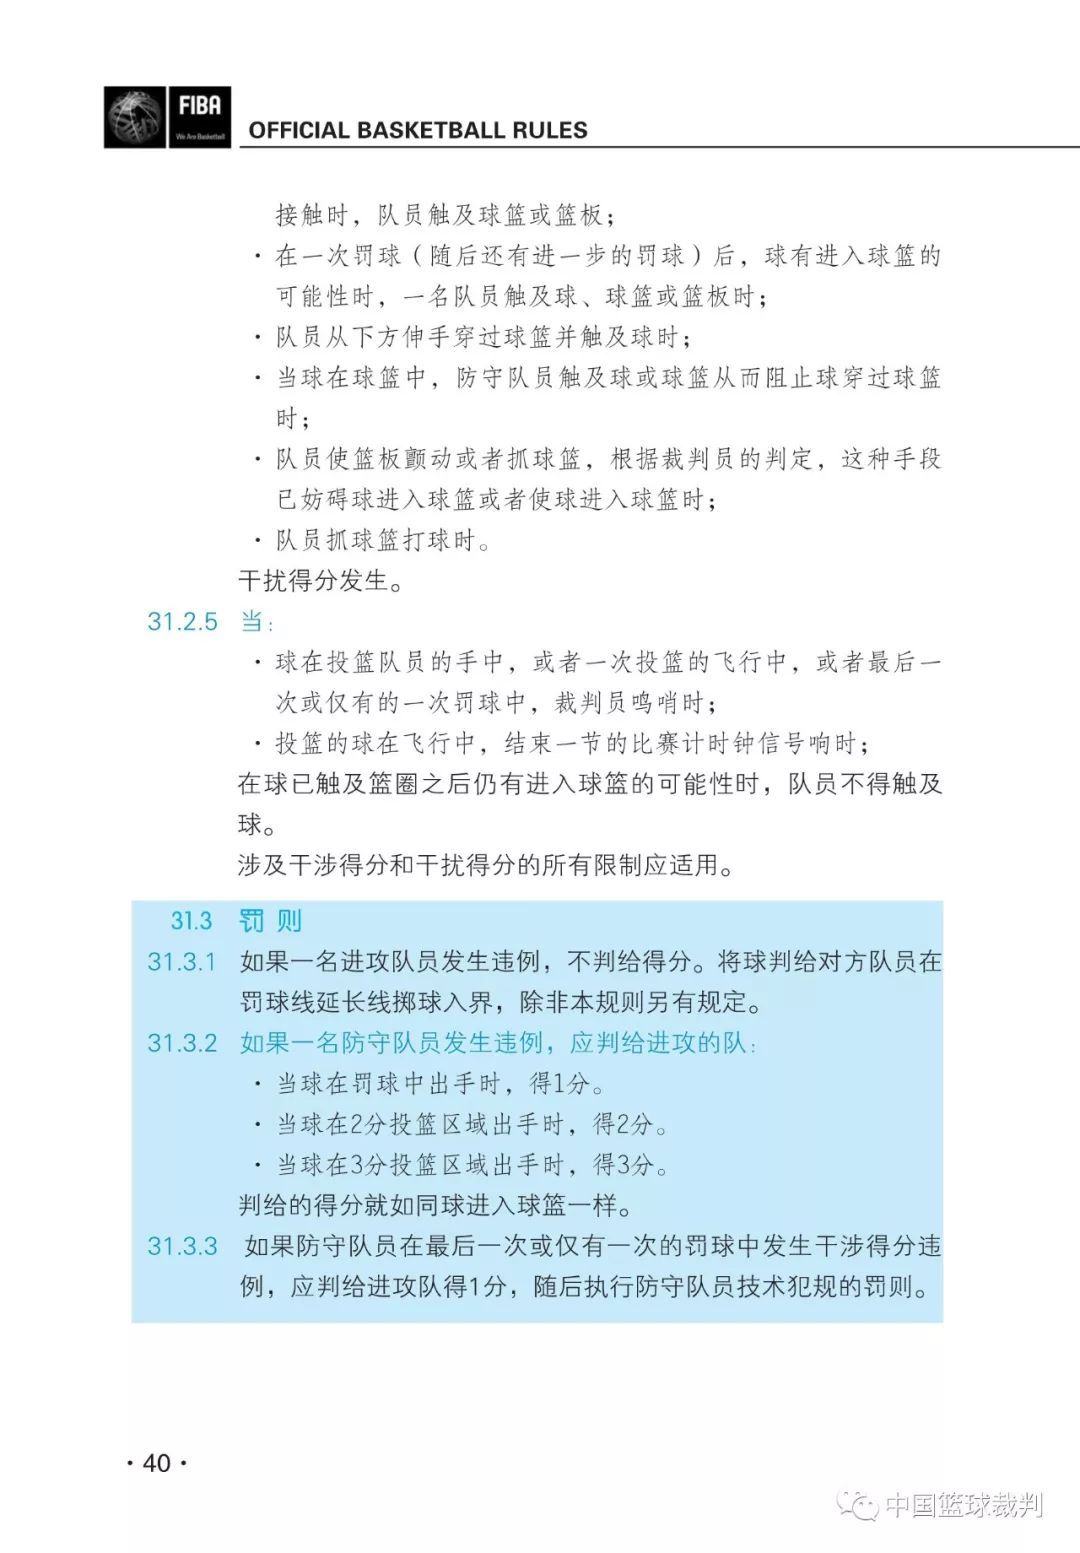 FIBA
We Are Basketball
OFFICIAL BASKETBALL RULES
接触时，队员触及球篮或篮板；
· 在一次罚球（随后还有进一步的罚球）后，球有进入球篮的
可能性时，一名队员触及球、球篮或篮板时；
· 队员从下方伸手穿过球篮并触及球时；
· 当球在球篮中，防守队员触及球或球篮从而阻止球穿过球篮
时；
· 队员使篮板颤动或者抓球篮，根据裁判员的判定，这种手段
已妨碍球进入球篮或者使球进入球篮时；
· 队员抓球篮打球时。
干扰得分发生。
31.2.5 当：
· 球在投篮队员的手中，或者一次投篮的飞行中，或者最后一
次或仅有的一次罚球中，裁判员鸣哨时；
· 投篮的球在飞行中，结束一节的比赛计时钟信号响时；
在球已触及篮圈之后仍有进入球篮的可能性时，队员不得触及
球。
涉及干涉得分和干扰得分的所有限制应适用。
31.3 罚 则
31.3.1 如果一名进攻队员发生违例，不判给得分。将球判给对方队员在
罚球线延长线掷球入界，除非本规则另有规定。
31.3.2 如果一名防守队员发生违例，应判给进攻的队：
· 当球在罚球中出手时，得1分。
· 当球在2分投篮区域出手时，得2分。
· 当球在3分投篮区域出手时，得3分。
判给的得分就如同球进入球篮一样。
31.3.3 如果防守队员在最后一次或仅有一次的罚球中发生干涉得分违
例，应判给进攻队得1分，随后执行防守队员技术犯规的罚则。
· 40 ·
中国篮球裁判